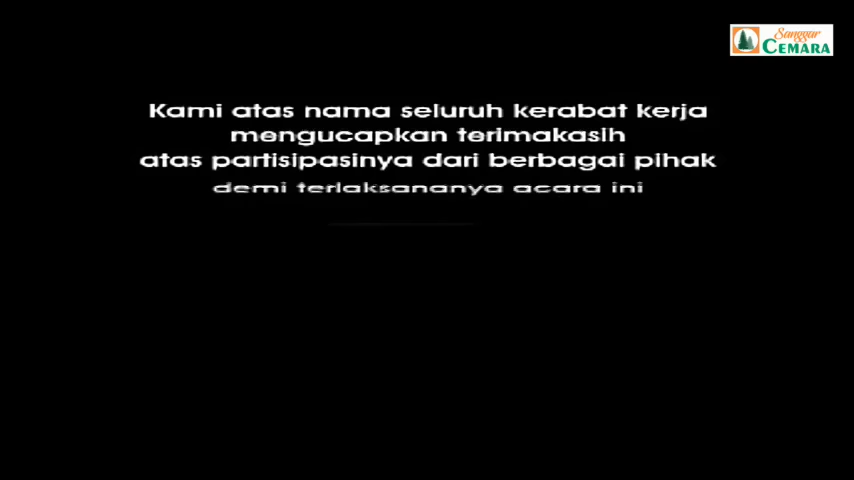 Sanggar
CEMARA
Kami atas nama seluruh kerabat kerja
mengucapkan terimakasih
atas partisipasinya dari berbagai pihak
demi terlaksananya acara ini